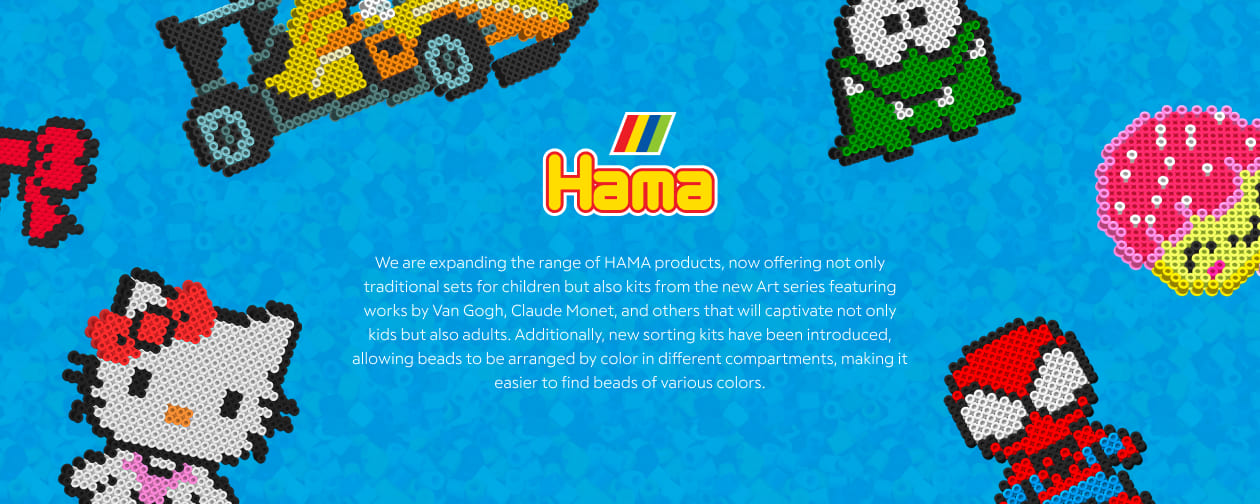 Hama
We are expanding the range of HAMA products, now offering not only
traditional sets for children but also kits from the new Art series featuring
works by Van Gogh, Claude Monet, and others that will captivate not only
kids but also adults. Additionally, new sorting kits have been introduced,
allowing beads to be arranged by color in different compartments, making it
easier to find beads of various colors.